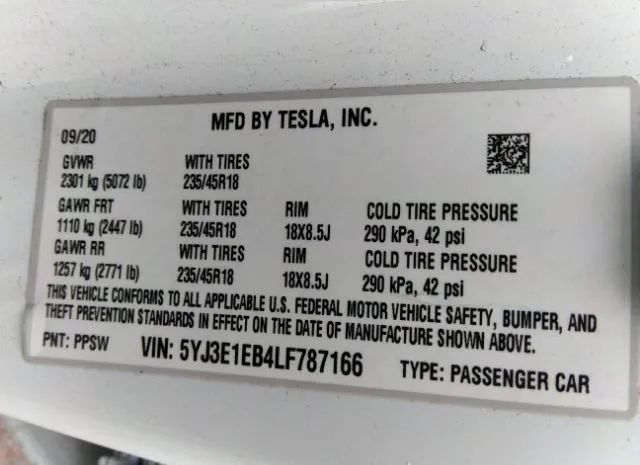 MFD BY TESLA, INC.
09/20
GVWR WITH TIRES
2301 kg (5072 lb) 235/45R18
GAWR FRT WITH TIRES RIM COLD TIRE PRESSURE
1110 kg (2447 lb) 235/45R18 18X8.5J 290 kPa, 42 psi
GAWR RR WITH TIRES RIM COLD TIRE PRESSURE
1257 kg (2771 lb) 235/45R18 18X8.5J 290 kPa, 42 psi
THIS VEHICLE CONFORMS TO ALL APPLICABLE U.S. FEDERAL MOTOR VEHICLE SAFETY, BUMPER, AND
THEFT PREVENTION STANDARDS IN EFFECT ON THE DATE OF MANUFACTURE SHOWN ABOVE.
PNT: PPSW VIN: 5YJ3E1EB4LF787166 TYPE: PASSENGER CAR